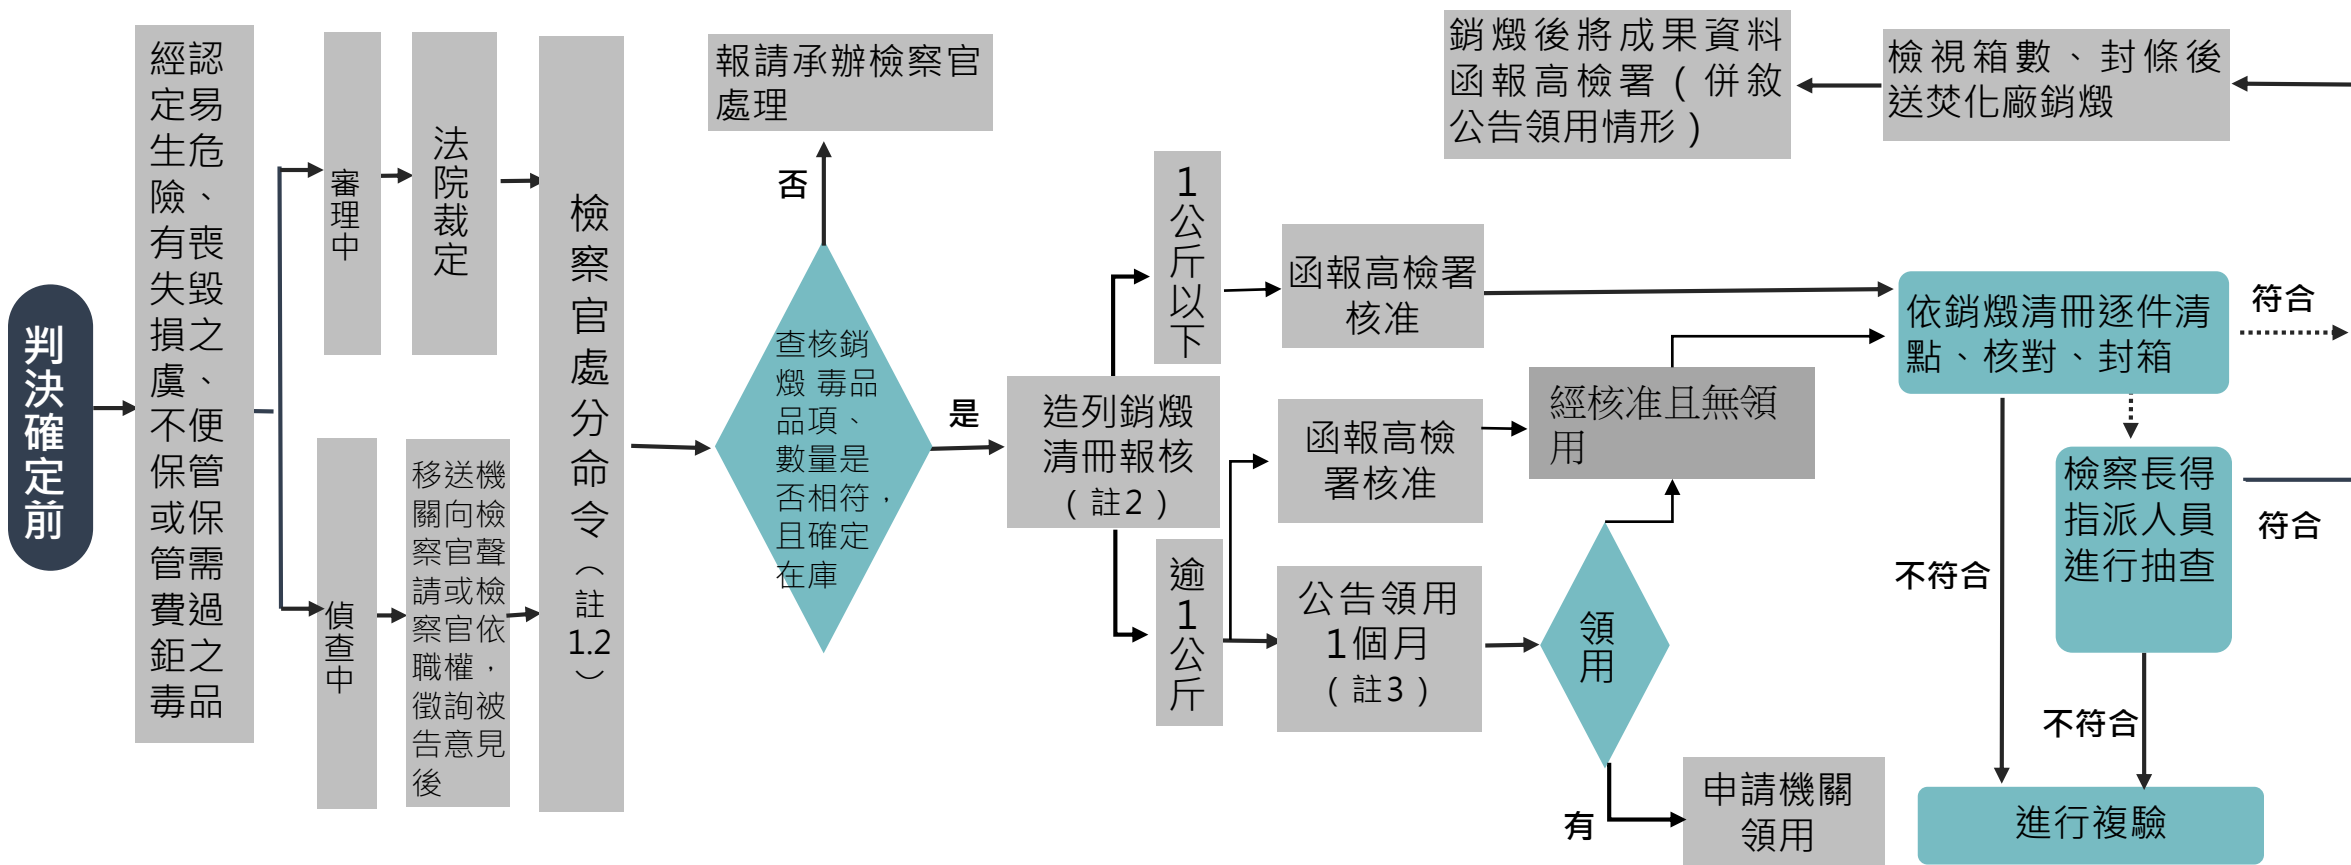 判決確定前
經認
定易
生危
險、
有喪
失毀
損之
虞、
不便
保管
或保
管需
費過
鉅之
毒品
審理中
法院裁定
偵查中
移送機
關向檢
察官聲
請或檢
察官依
職權，
徵詢被
告意見
後
檢察官處分命令（註1.2）
報請承辦檢察官
處理
否
查核銷
燬 毒品
品項、
數量是
否相符，
且確定
在庫
是
造列銷燬
清冊報核
（註2）
1公斤以下
函報高檢署
核准
逾1公斤
函報高檢
署核准
公告領用
1個月
（註3）
領用
經核准且無領
用
有
申請機關
領用
依銷燬清冊逐件清
點、核對、封箱
符合
檢察長得
指派人員
進行抽查
符合
不符合
不符合
進行複驗
檢視箱數、封條後
送焚化廠銷燬
銷燬後將成果資料
函報高檢署（併敘
公告領用情形）